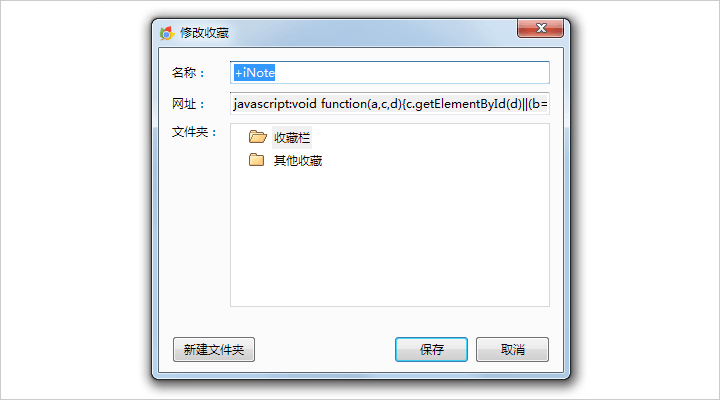 修改收藏
名称：
+iNote
网址：
javascript:void function(a,c,d){c.getElementById(d)||(b=
文件夹：
收藏栏
其他收藏
新建文件夹
保存
取消